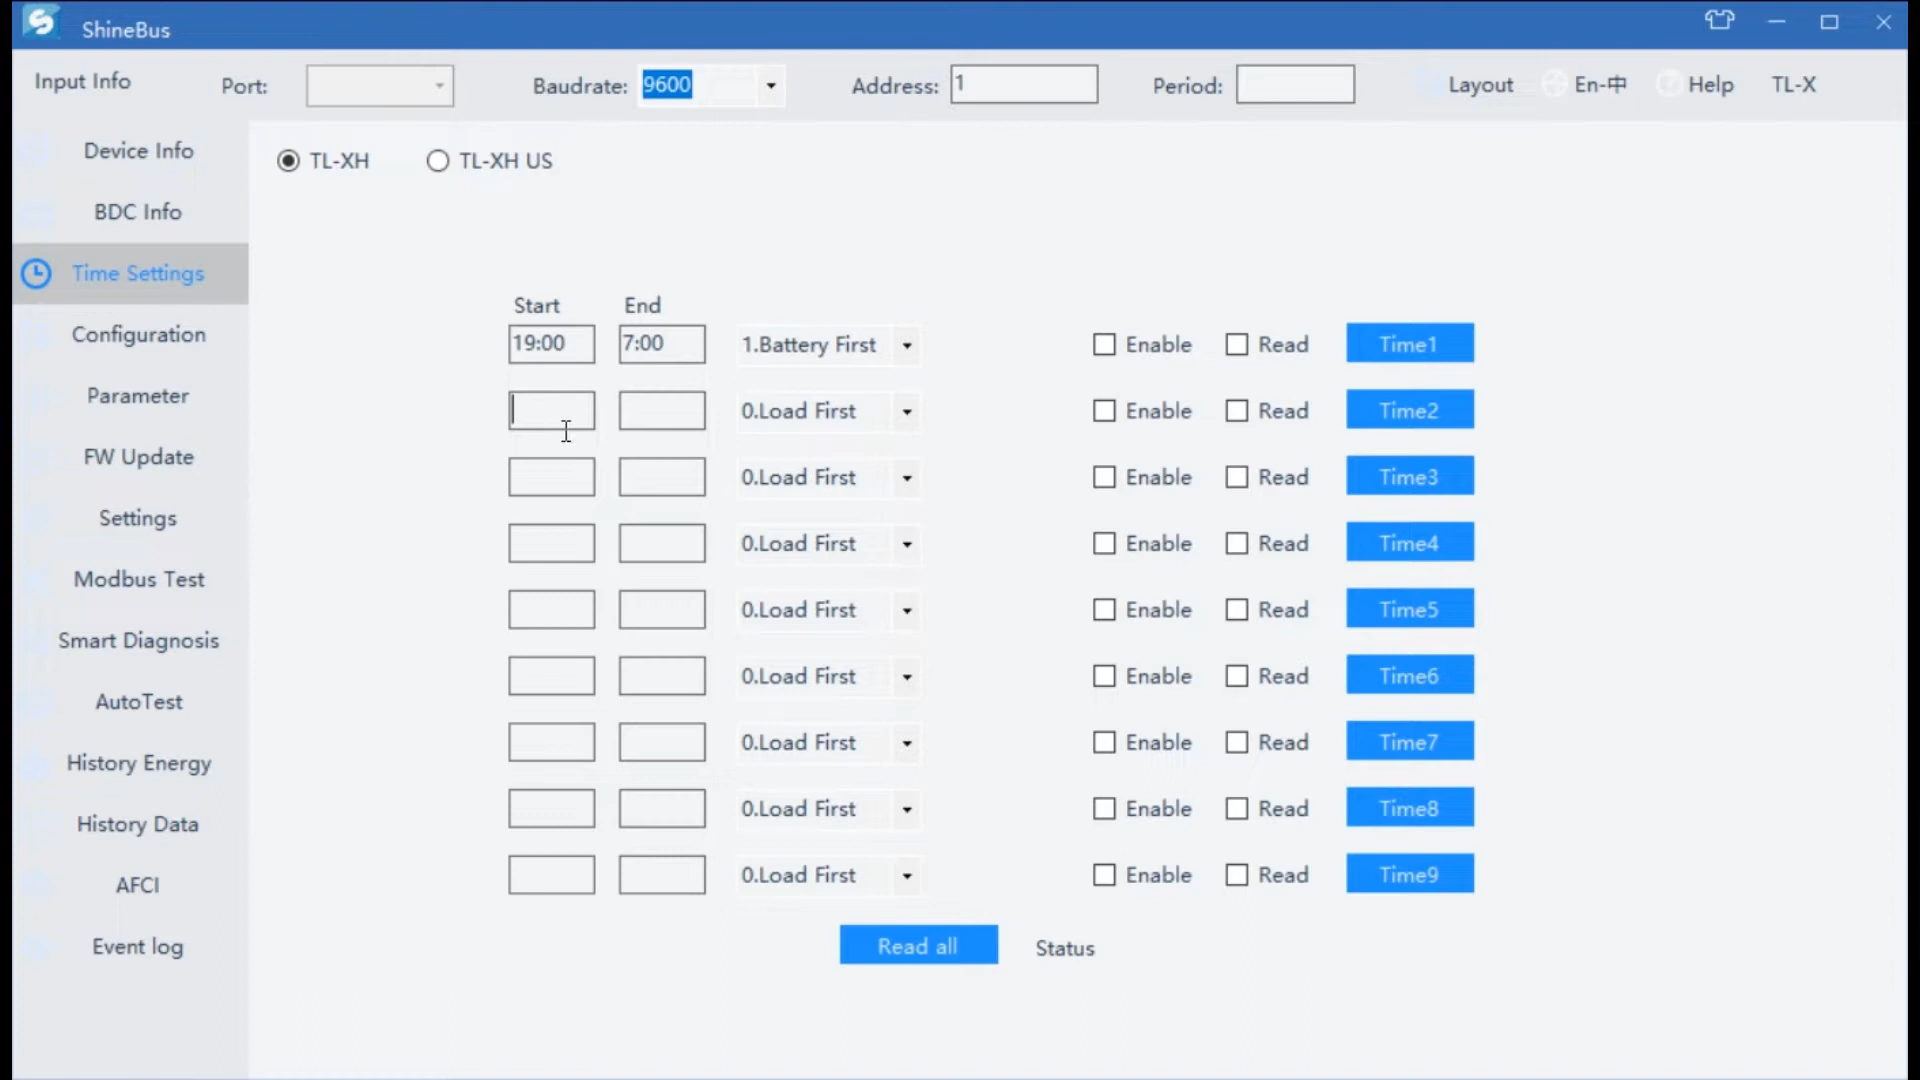 ShineBus
Input Info
Port:
Baudrate: 9600
Address: 1
Period:
Layout
En-中
Help
TL-X
Device Info
BDC Info
Time Settings
Configuration
Parameter
FW Update
Settings
Modbus Test
Smart Diagnosis
AutoTest
History Energy
History Data
AFCI
Event log
TL-XH TL-XH US
Start End
19:00 7:00 1.Battery First Enable Read Time1
0.Load First Enable Read Time2
0.Load First Enable Read Time3
0.Load First Enable Read Time4
0.Load First Enable Read Time5
0.Load First Enable Read Time6
0.Load First Enable Read Time7
0.Load First Enable Read Time8
0.Load First Enable Read Time9
Read all Status